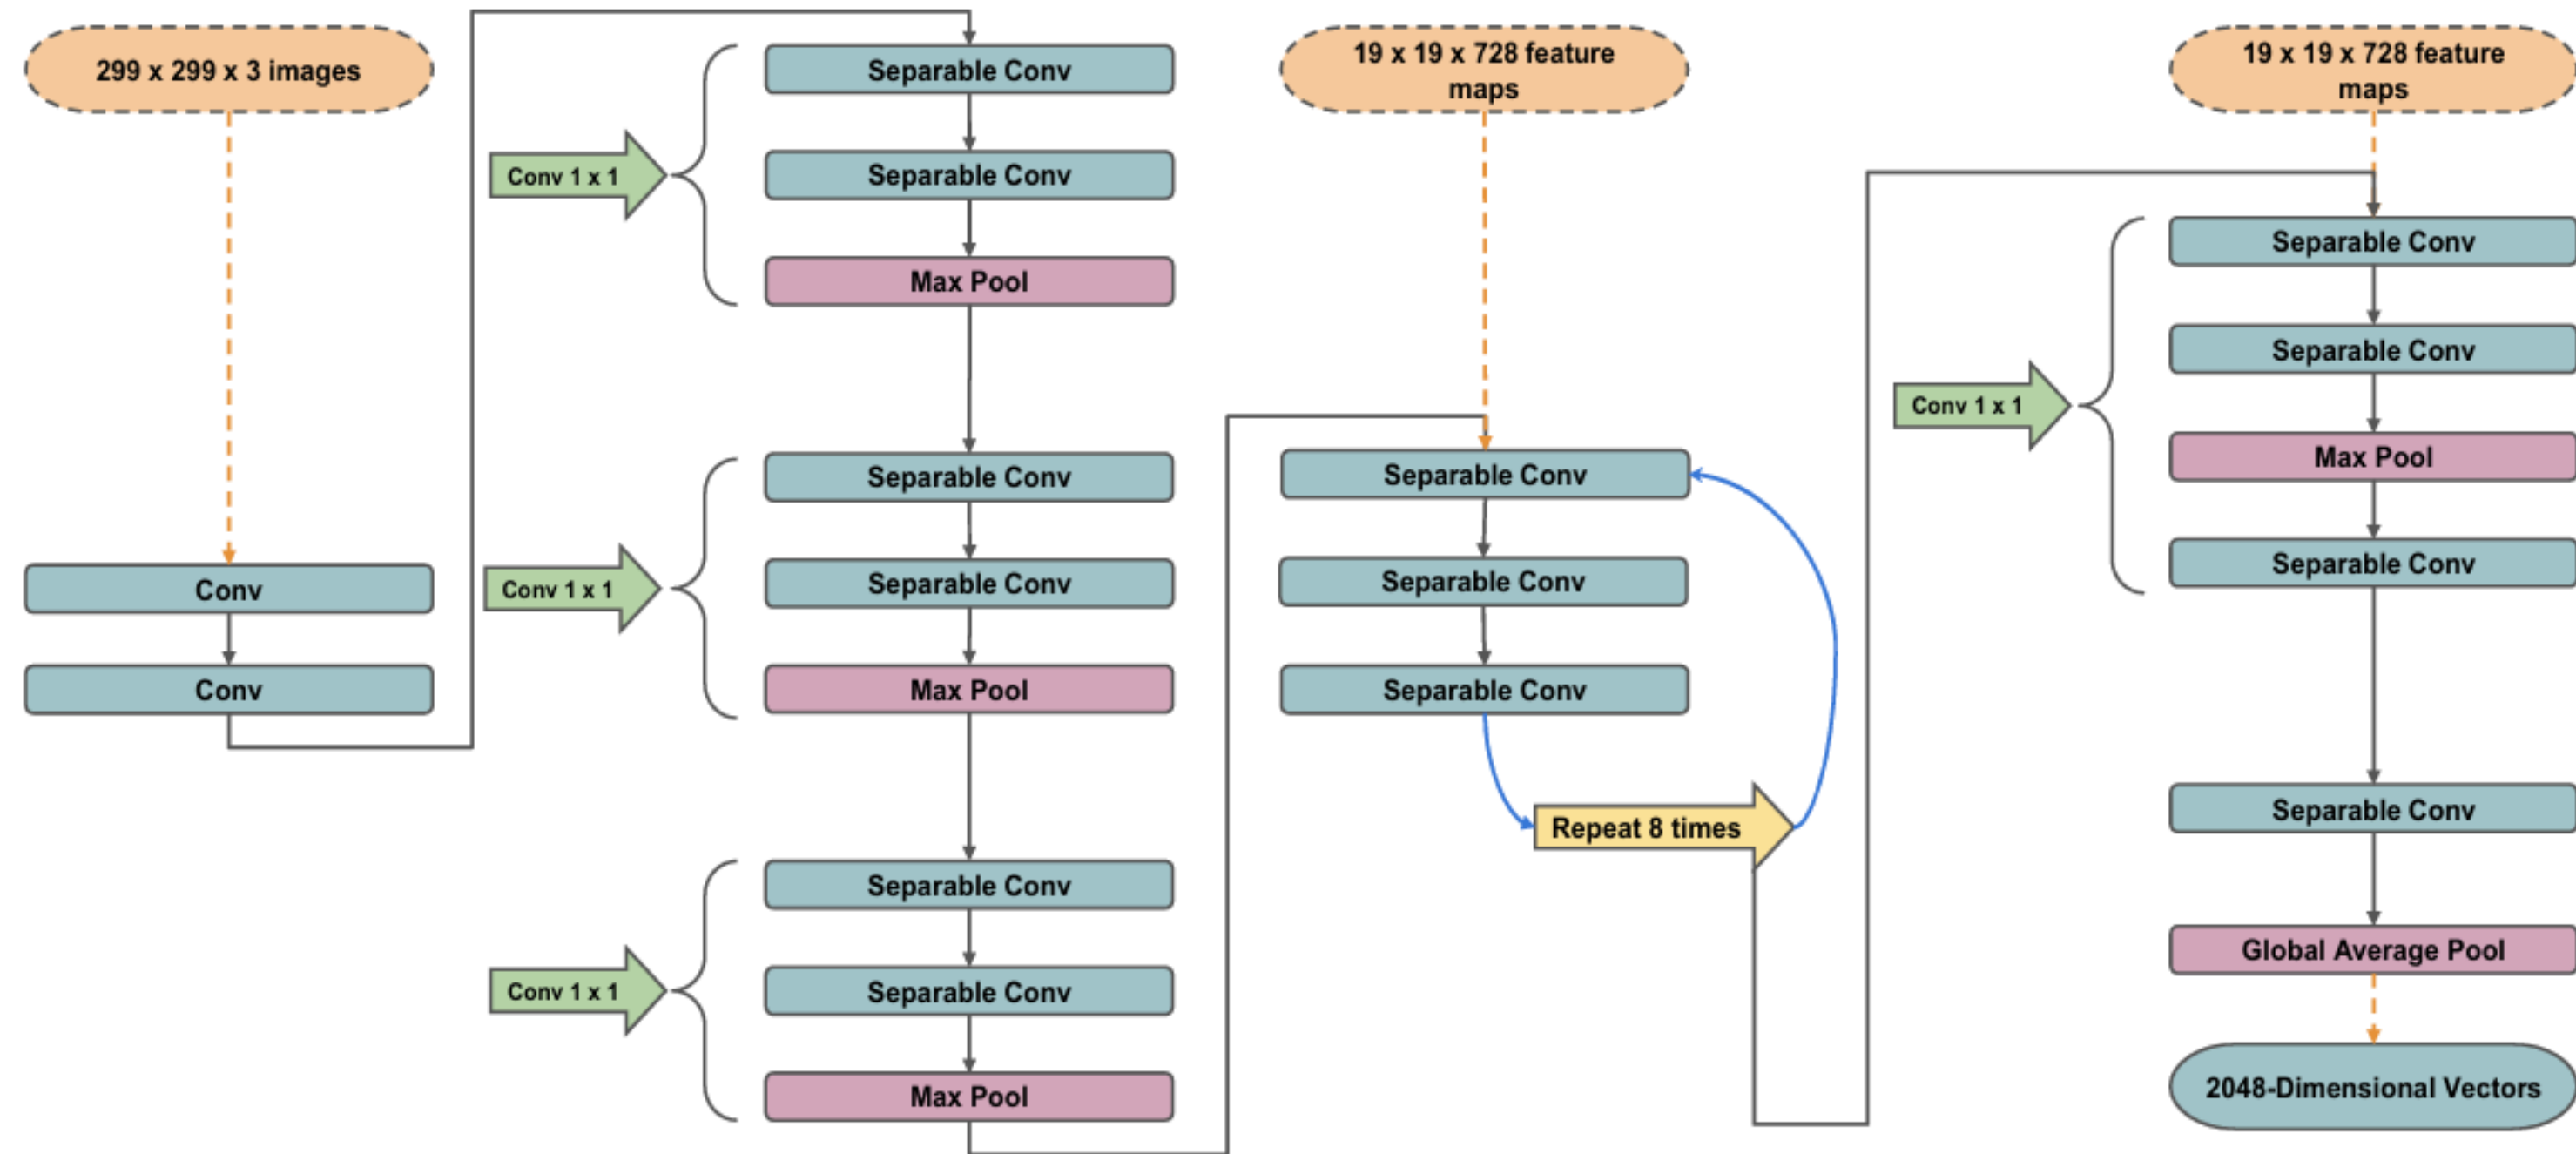 299 x 299 x 3 images
Conv
Conv
Conv 1 x 1
Separable Conv
Separable Conv
Max Pool
Conv 1 x 1
Separable Conv
Separable Conv
Max Pool
Conv 1 x 1
Separable Conv
Separable Conv
Max Pool
19 x 19 x 728 feature
maps
Separable Conv
Separable Conv
Separable Conv
Repeat 8 times
19 x 19 x 728 feature
maps
Conv 1 x 1
Separable Conv
Separable Conv
Max Pool
Separable Conv
Separable Conv
Global Average Pool
2048-Dimensional Vectors